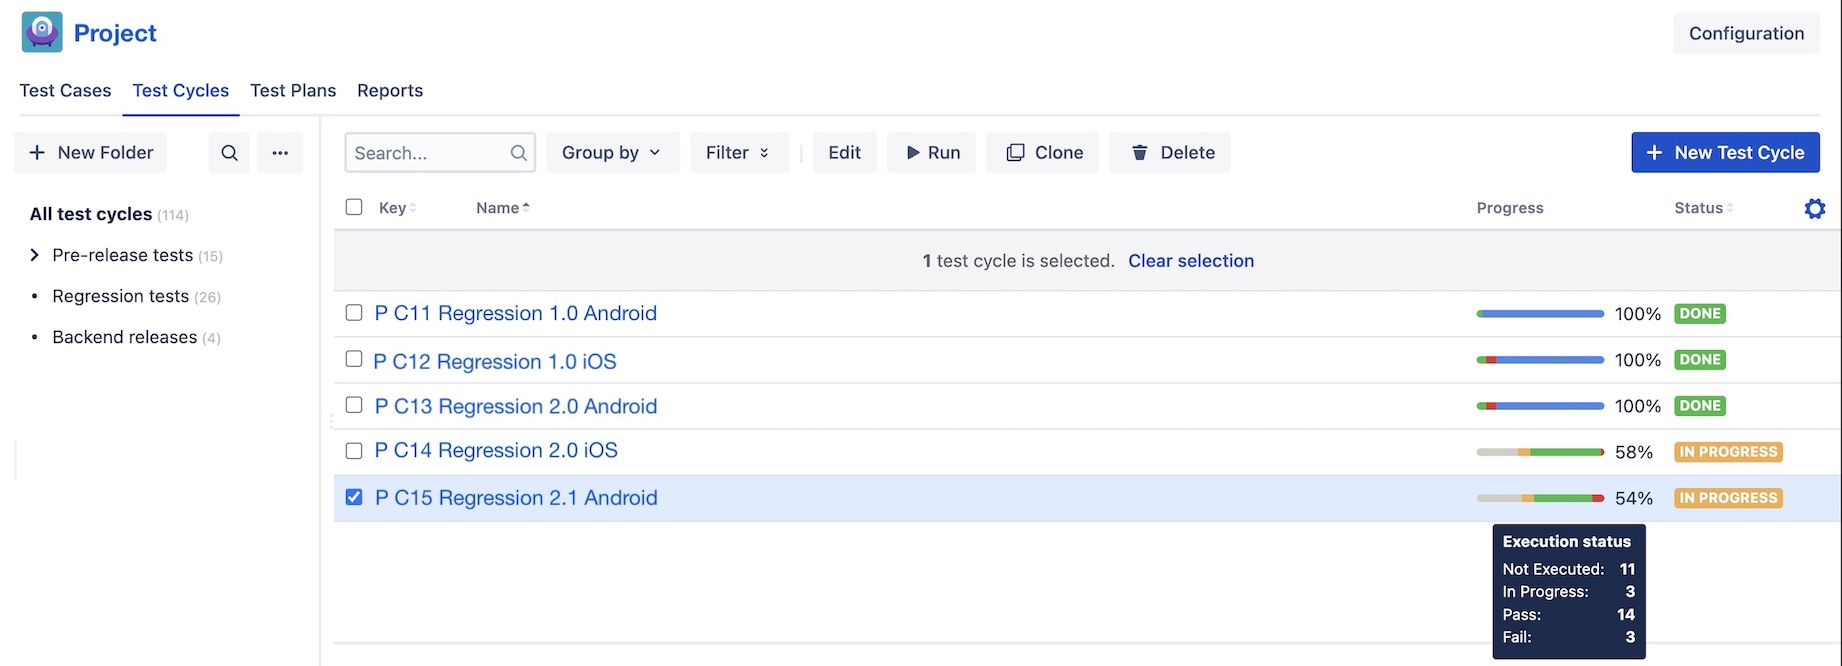 Project
Configuration
Test Cases Test Cycles Test Plans Reports
+ New Folder ...
Search... Group by Filter Edit Run Clone Delete + New Test Cycle
All test cycles (114)
Pre-release tests (15)
• Regression tests (26)
• Backend releases (4)
Key Name Progress Status
1 test cycle is selected. Clear selection
P C11 Regression 1.0 Android 100% DONE
P C12 Regression 1.0 iOS 100% DONE
P C13 Regression 2.0 Android 100% DONE
P C14 Regression 2.0 iOS 58% IN PROGRESS
P C15 Regression 2.1 Android 54% IN PROGRESS
Execution status
Not Executed: 11
In Progress: 3
Pass: 14
Fail: 3